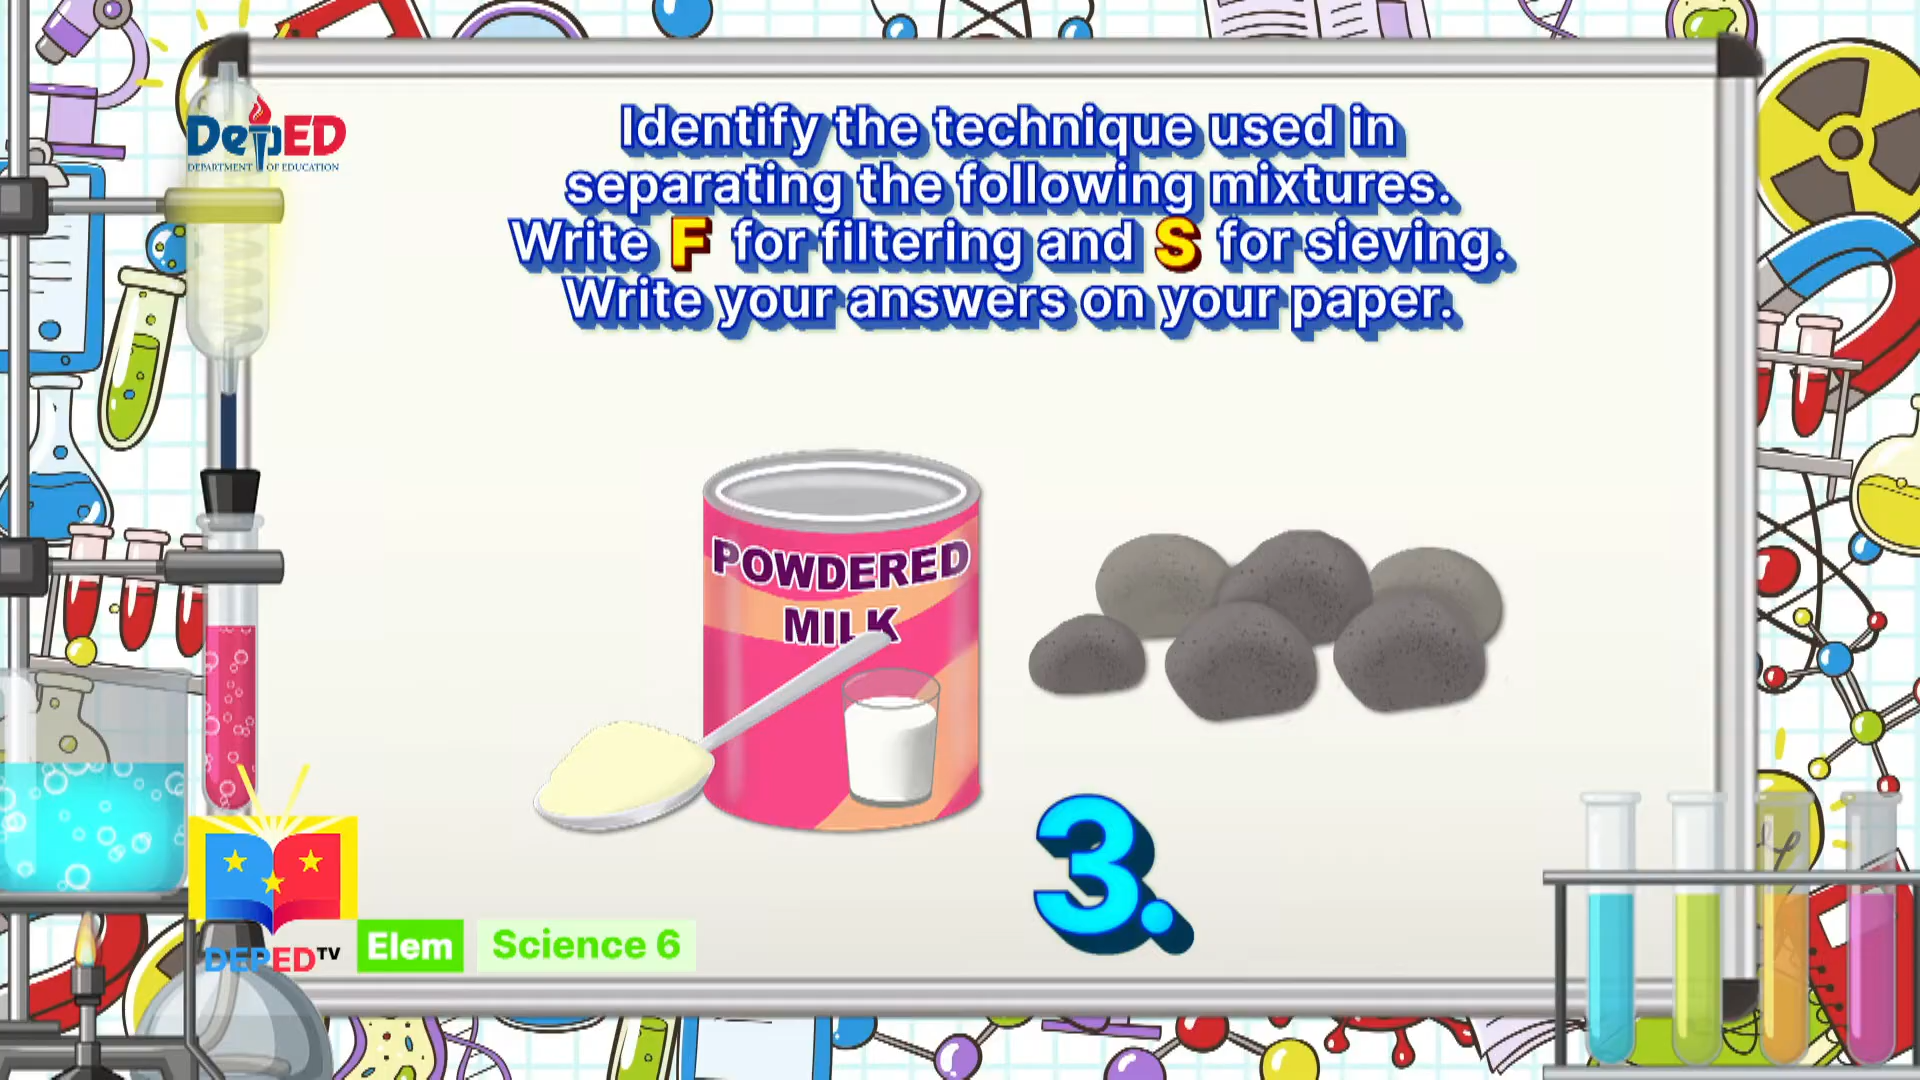 DepED
DEPARTMENT OF EDUCATION
Identify the technique used in
separating the following mixtures.
Write F for filtering and S for sieving.
Write your answers on your paper.
POWDERED
MILK
3.
DEPED TV
Elem
Science 6